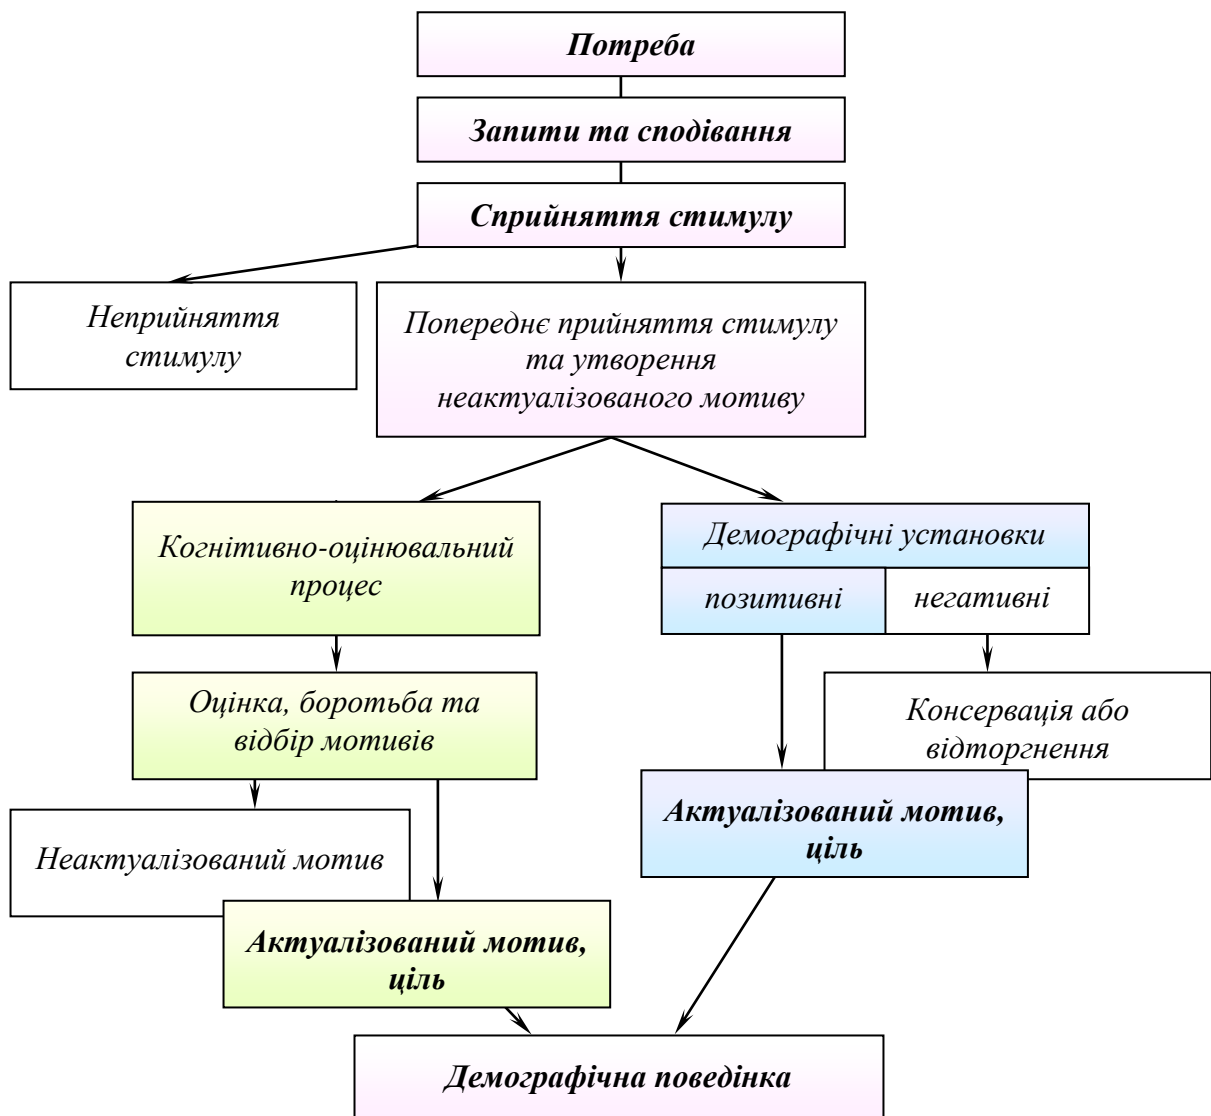 Потреба
Запити та сподівання
Сприйняття стимулу
Неприйняття
стимулу
Попереднє прийняття стимулу
та утворення
неактуалізованого мотиву
Когнітивно-оцінювальний
процес
Демографічні установки
позитивні
негативні
Оцінка, боротьба та
відбір мотивів
Консервація або
відторгнення
Актуалізований мотив,
ціль
Неактуалізований мотив
Актуалізований мотив,
ціль
Демографічна поведінка